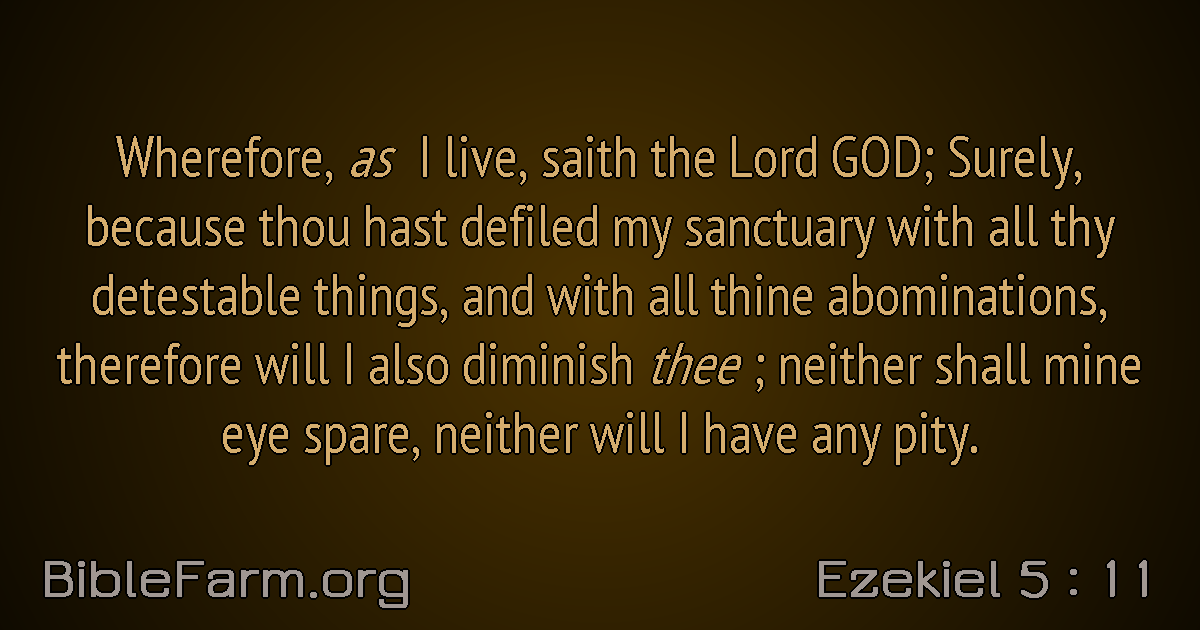 Wherefore, as I live, saith the Lord GOD; Surely,
because thou hast defiled my sanctuary with all thy
detestable things, and with all thine abominations,
therefore will I also diminish thee ; neither shall mine
eye spare, neither will I have any pity.
BibleFarm.org
Ezekiel 5 : 11